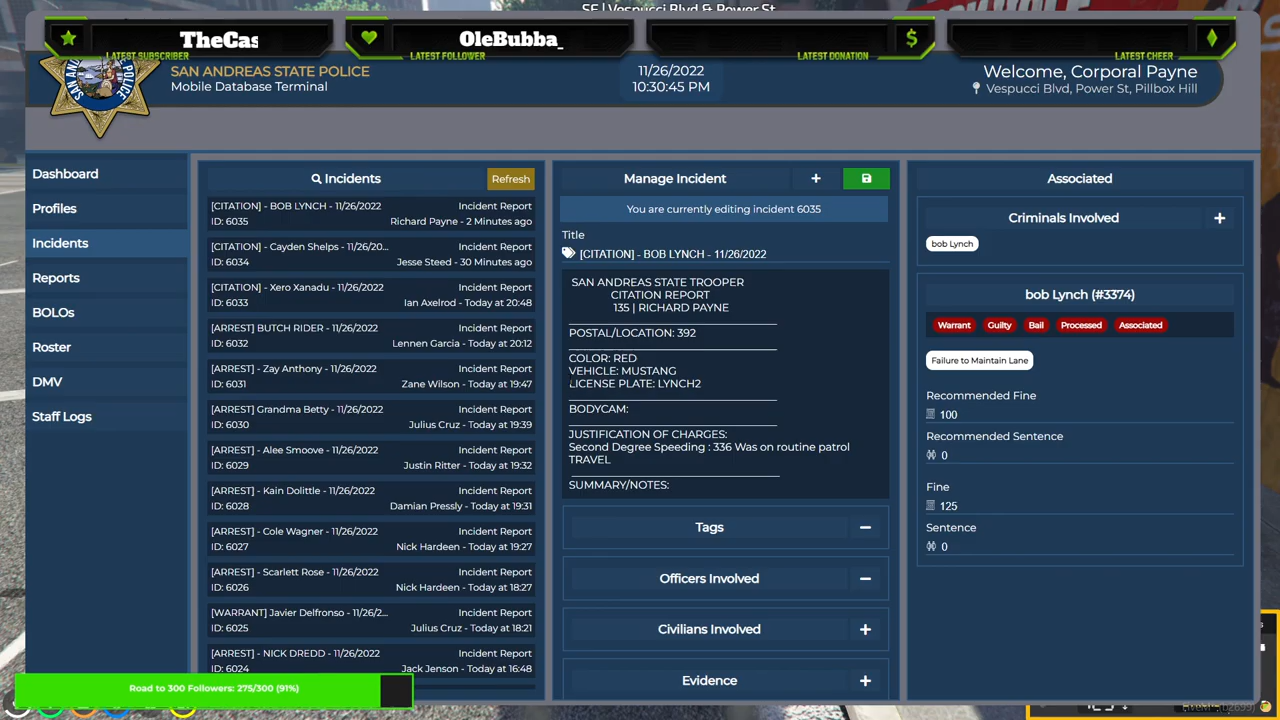 SE | Vespucci Blvd & Power St
TheCas
LATEST SUBSCRIBER
OleBubba_
LATEST FOLLOWER
$
LATEST DONATION
LATEST CHEER
SAN ANDREAS STATE POLICE
Mobile Database Terminal
11/26/2022
10:30:45 PM
Welcome, Corporal Payne
Vespucci Blvd, Power St, Pillbox Hill
Dashboard
Profiles
Incidents
Reports
BOLOs
Roster
DMV
Staff Logs
Incidents
Refresh
[CITATION] - BOB LYNCH - 11/26/2022 Incident Report
ID: 6035 Richard Payne - 2 Minutes ago
[CITATION] - Cayden Shelps - 11/26/20... Incident Report
ID: 6034 Jesse Steed - 30 Minutes ago
[CITATION] - Xero Xanadu - 11/26/2022 Incident Report
ID: 6033 Ian Axelrod - Today at 20:48
[ARREST] BUTCH RIDER - 11/26/2022 Incident Report
ID: 6032 Lennen Garcia - Today at 20:12
[ARREST] - Zay Anthony - 11/26/2022 Incident Report
ID: 6031 Zane Wilson - Today at 19:47
[ARREST] Grandma Betty - 11/26/2022 Incident Report
ID: 6030 Julius Cruz - Today at 19:39
[ARREST] - Alee Smoove - 11/26/2022 Incident Report
ID: 6029 Justin Ritter - Today at 19:32
[ARREST] - Kain Dolittle - 11/26/2022 Incident Report
ID: 6028 Damian Pressly - Today at 19:31
[ARREST] - Cole Wagner - 11/26/2022 Incident Report
ID: 6027 Nick Hardeen - Today at 19:27
[ARREST] - Scarlett Rose - 11/26/2022 Incident Report
ID: 6026 Nick Hardeen - Today at 18:27
[WARRANT] Javier Delfronso - 11/26/2... Incident Report
ID: 6025 Julius Cruz - Today at 18:21
[ARREST] - NICK DREDD - 11/26/2022 Incident Report
ID: 6024 Jack Jenson - Today at 16:48
Manage Incident
You are currently editing incident 6035
Title
[CITATION] - BOB LYNCH - 11/26/2022
SAN ANDREAS STATE TROOPER
CITATION REPORT
135 | RICHARD PAYNE
POSTAL/LOCATION: 392
COLOR: RED
VEHICLE: MUSTANG
LICENSE PLATE: LYNCH2
BODYCAM:
JUSTIFICATION OF CHARGES:
Second Degree Speeding : 336 Was on routine patrol
TRAVEL
SUMMARY/NOTES:
Tags
Officers Involved
Civilians Involved
Evidence
Associated
Criminals Involved
bob Lynch
bob Lynch (#3374)
Warrant Guilty Bail Processed Associated
Failure to Maintain Lane
Recommended Fine
100
Recommended Sentence
0
Fine
125
Sentence
0
Road to 300 Followers: 275/300 (91%)